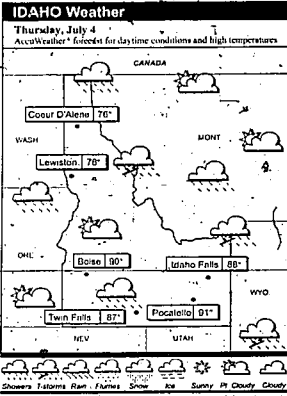 IDAHO Weather
Thursday, July 4
AccuWeather® forecast for daytime conditions and high temperatures
CANADA
Coeur D'Alene 76°
WASH
MONT
Lewiston 78°
ORE
Boise 90°
Idaho Falls 88°
WYO
Twin Falls 87°
Pocatello 91°
NEV
UTAH
Showers T-storms Rain Flurries Snow Ice Sunny Pt Cloudy Cloudy